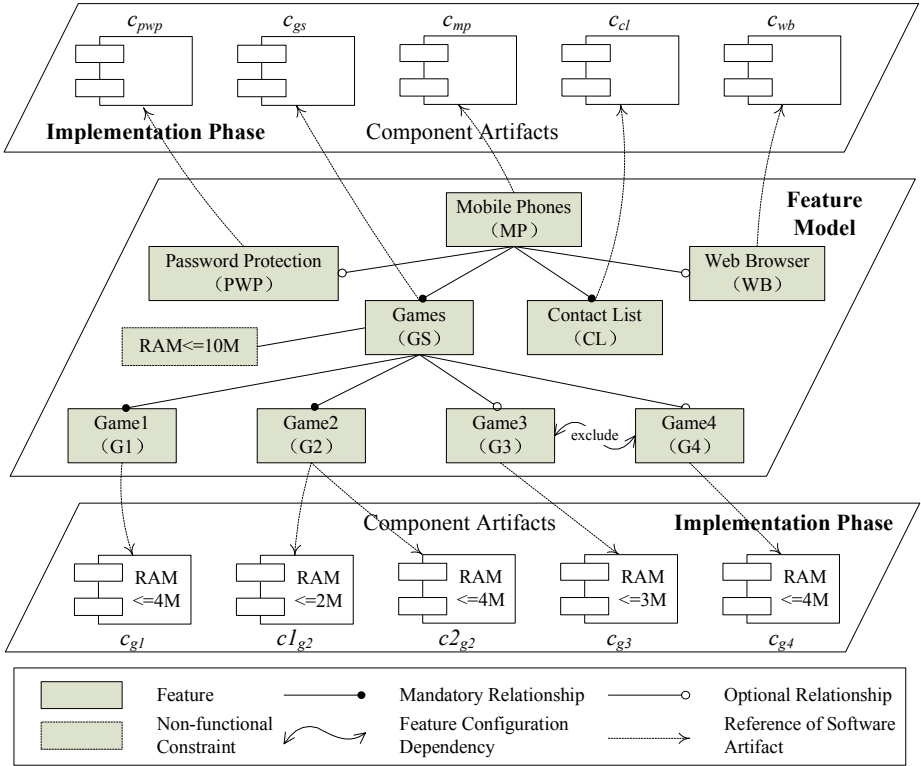 c_pwp
c_gs
c_mp
c_cl
c_wb
Implementation Phase
Component Artifacts
Feature
Model
Mobile Phones
（MP）
Password Protection
（PWP）
Web Browser
（WB）
Games
（GS）
Contact List
（CL）
RAM<=10M
Game1
（G1）
Game2
（G2）
Game3
（G3）
exclude
Game4
（G4）
Component Artifacts
Implementation Phase
RAM
<=4M
RAM
<=2M
RAM
<=4M
RAM
<=3M
RAM
<=4M
c_g1
c1_g2
c2_g2
c_g3
c_g4
Feature
Mandatory Relationship
Optional Relationship
Non-functional
Constraint
Feature Configuration
Dependency
Reference of Software
Artifact